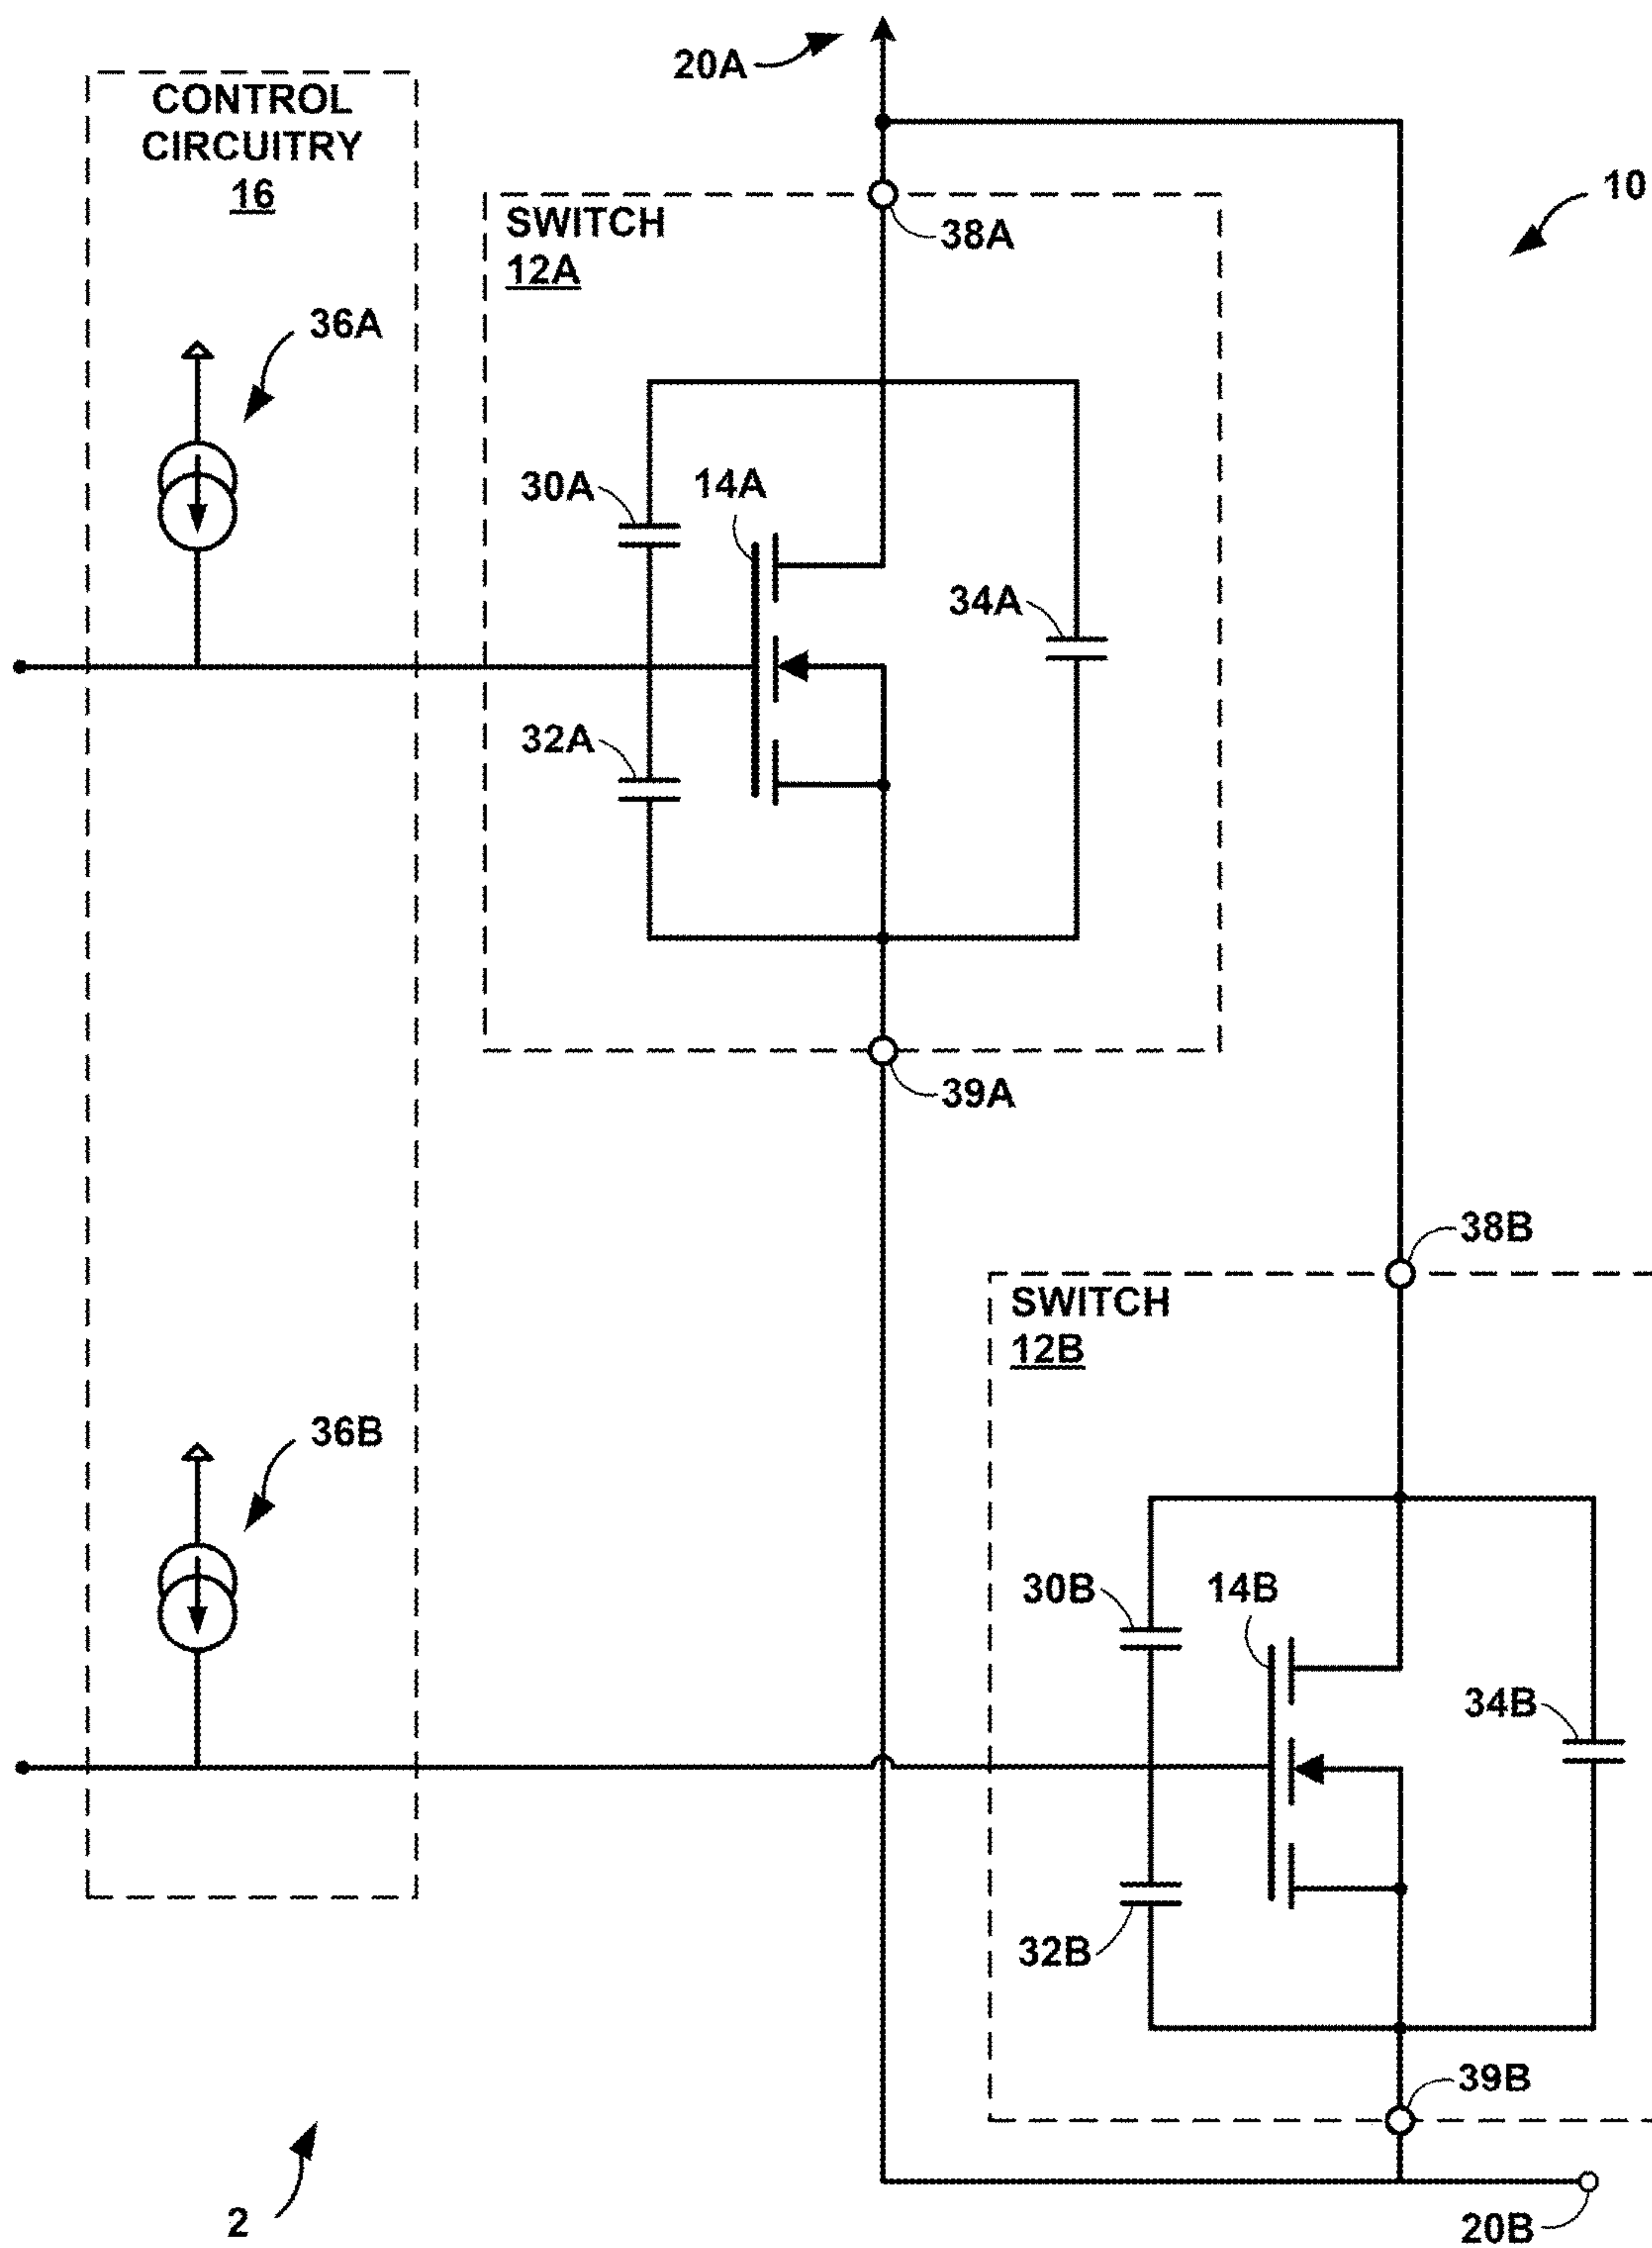 20A
CONTROL
CIRCUITRY
16
10
SWITCH
12A
38A
36A
30A
14A
34A
32A
39A
38B
SWITCH
12B
36B
30B
14B
34B
32B
39B
2
20B